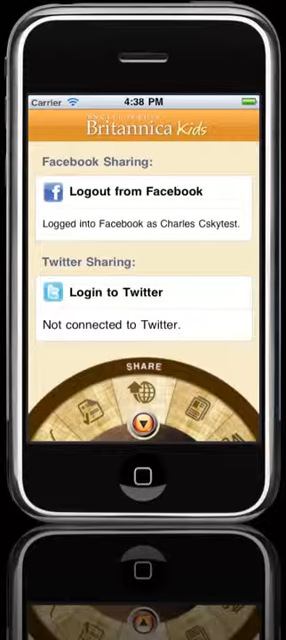 Carrier 4:38 PM
ENCYCLOPÆDIA
Britannica Kids
Facebook Sharing:
Logout from Facebook
Logged into Facebook as Charles Cskytest.
Twitter Sharing:
Login to Twitter
Not connected to Twitter.
SHARE